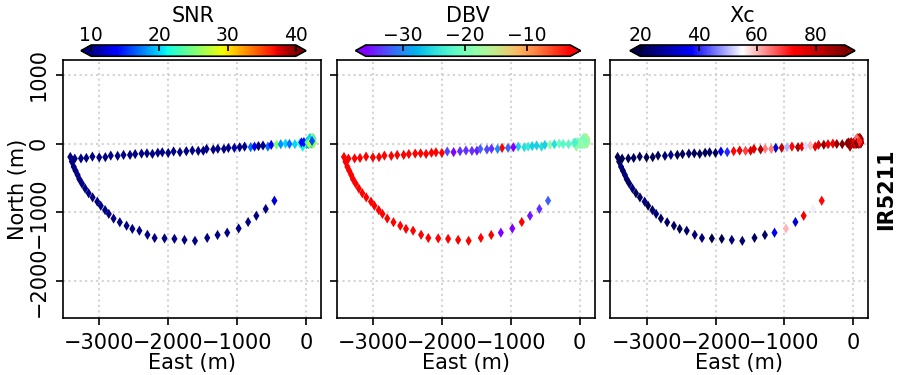 SNR DBV Xc
10 20 30 40 −30 −20 −10 20 40 60 80
1000
0
−1000
−2000
North (m)
−3000 −2000 −1000 0 −3000 −2000 −1000 0 −3000 −2000 −1000 0
East (m) East (m) East (m)
IR5211